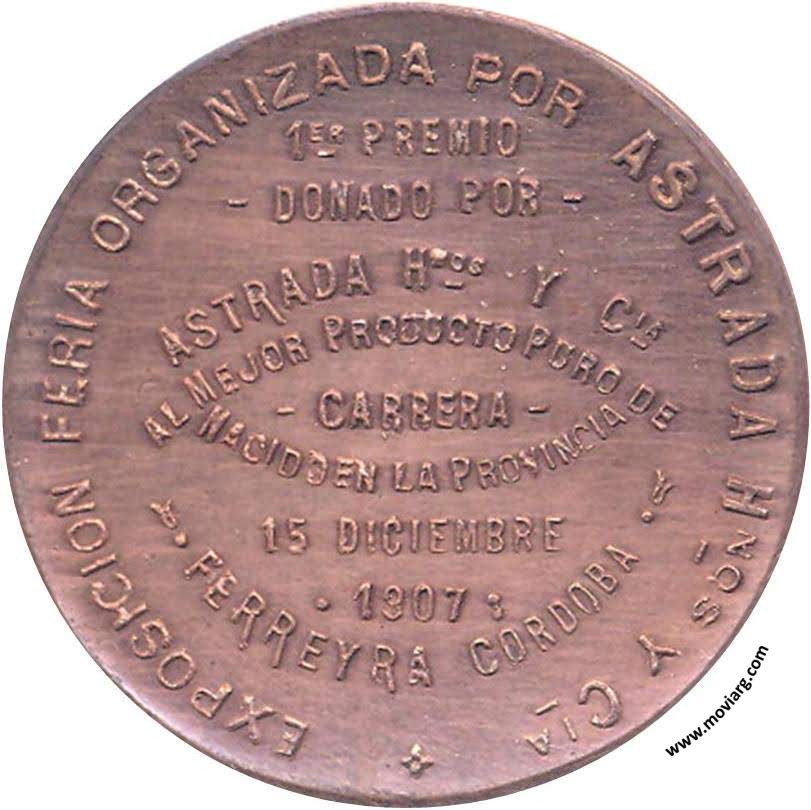 EXPOSICION FERIA ORGANIZADA POR ASTRADA Hnos Y Cia
1ER PREMIO
- DONADO POR -
ASTRADA Hnos Y Cia
AL MEJOR PRODUCTO PURO DE
- CARRERA -
NACIDO EN LA PROVINCIA
15 DICIEMBRE
· 1907 :
FERREYRA CORDOBA
www.moviarg.com